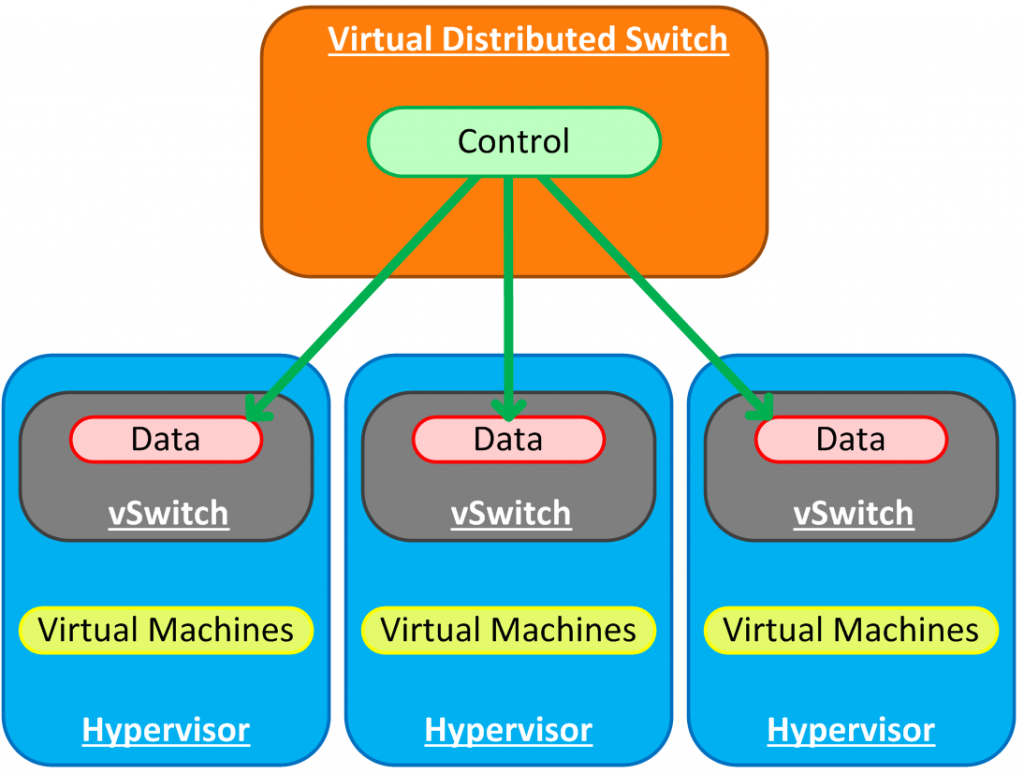 Virtual Distributed Switch
Control
Data
Data
Data
vSwitch
vSwitch
vSwitch
Virtual Machines
Virtual Machines
Virtual Machines
Hypervisor
Hypervisor
Hypervisor